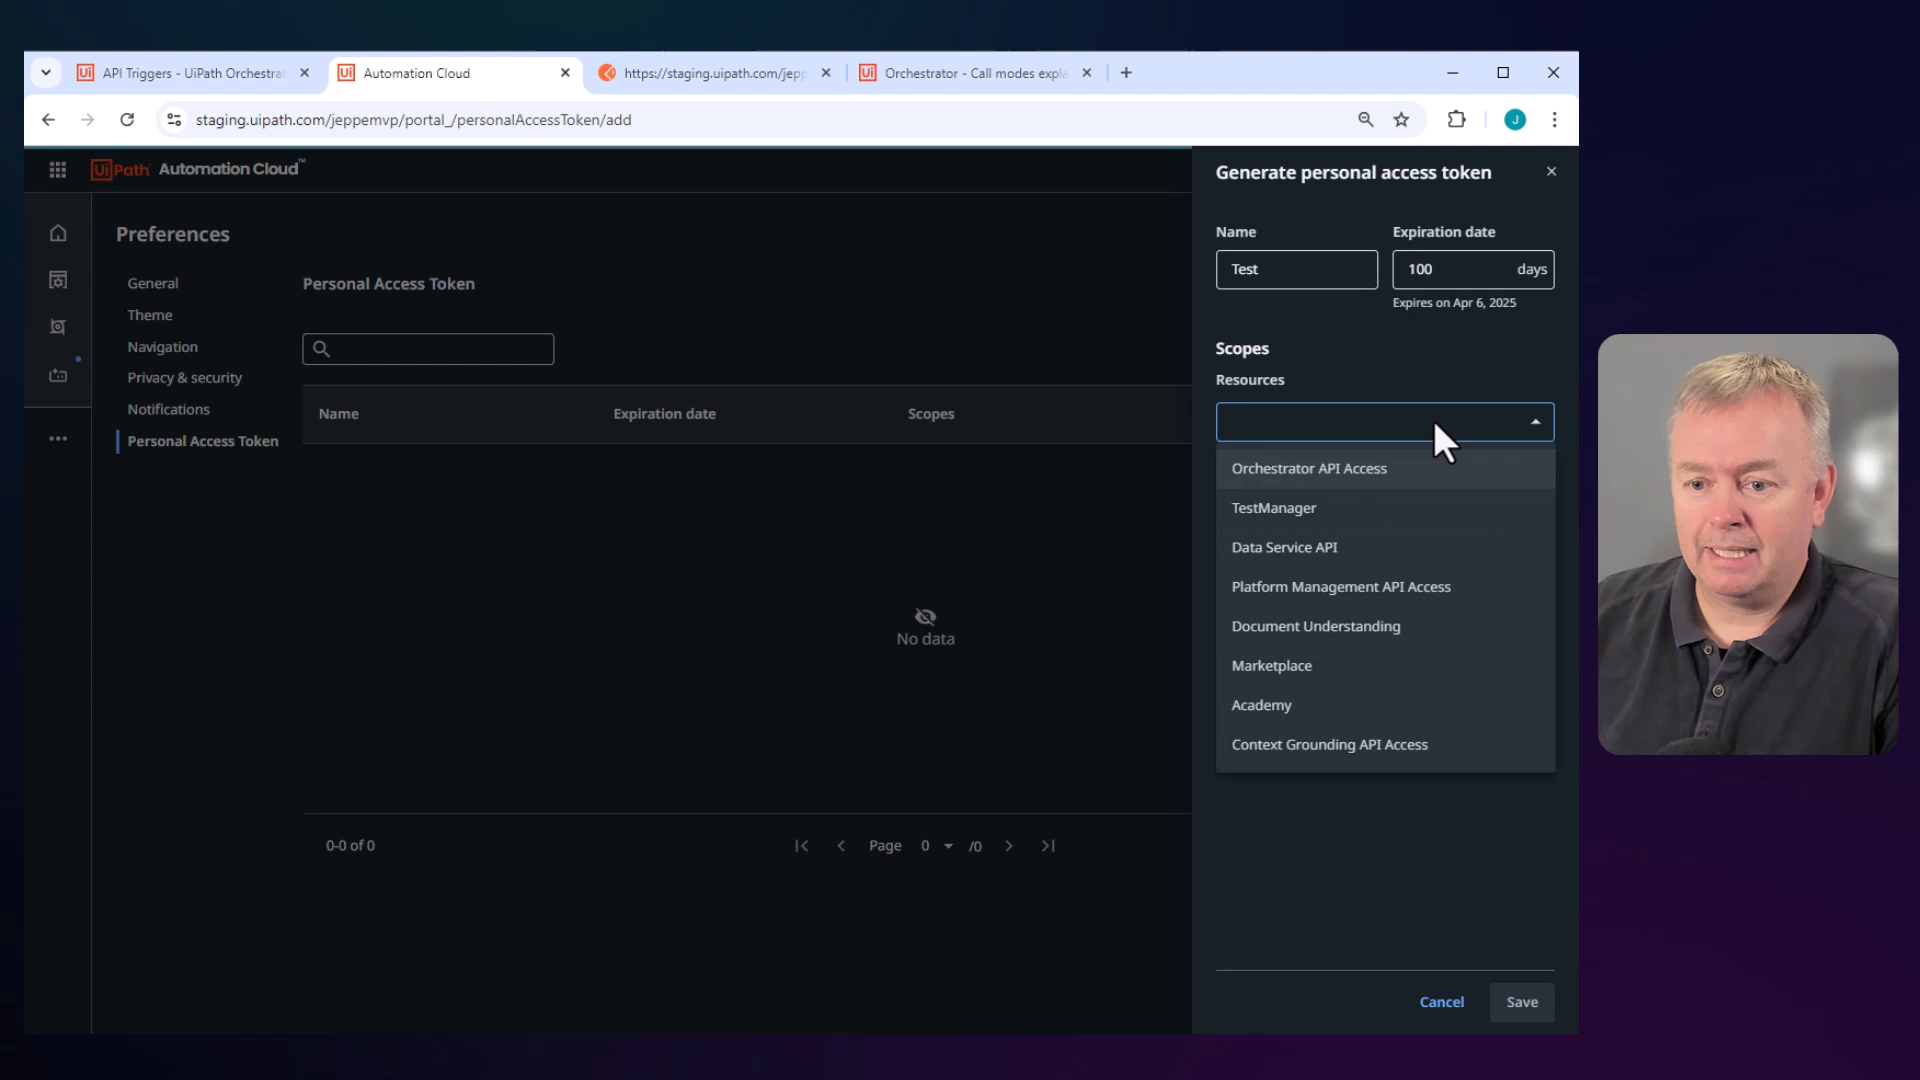 API Triggers - UiPath Orchestrat
Automation Cloud
https://staging.uipath.com/jepp
Orchestrator - Call modes expla
staging.uipath.com/jeppemvp/portal_/personalAccessToken/add
J
UiPath Automation Cloud™
Generate personal access token
Preferences
General
Theme
Navigation
Privacy & security
Notifications
Personal Access Token
Personal Access Token
Name
Expiration date
Scopes
No data
0-0 of 0
Page 0 /0
Name
Expiration date
Test
100 days
Expires on Apr 6, 2025
Scopes
Resources
Orchestrator API Access
TestManager
Data Service API
Platform Management API Access
Document Understanding
Marketplace
Academy
Context Grounding API Access
Cancel
Save